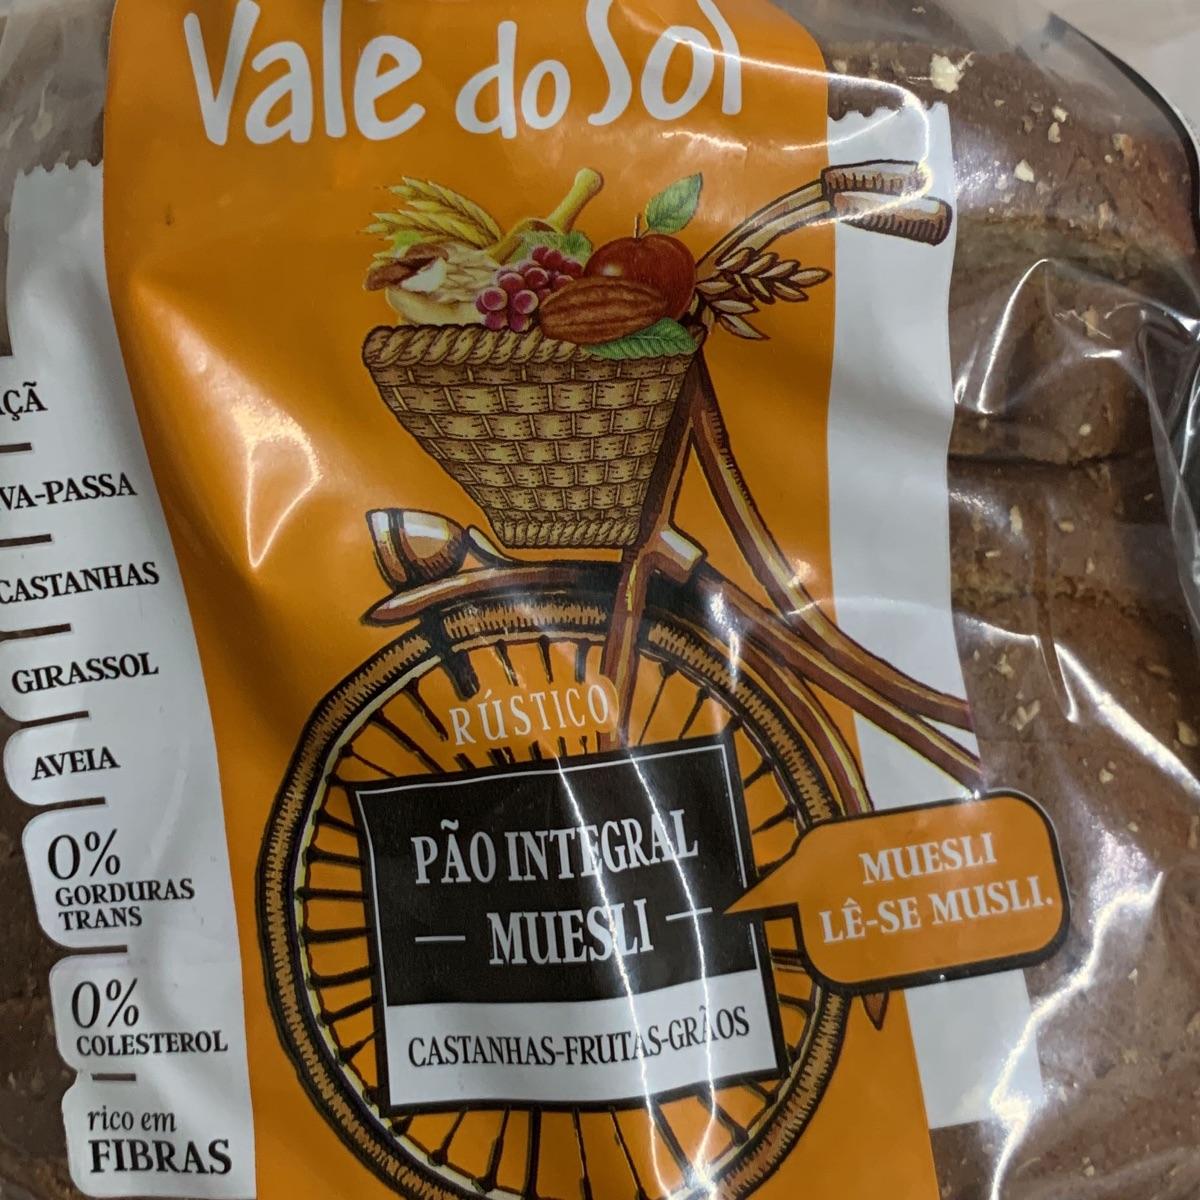 Vale do Sol
AÇÃ
VA-PASSA
CASTANHAS
GIRASSOL
AVEIA
0%
GORDURAS
TRANS
0%
COLESTEROL
rico em
FIBRAS
RÚSTICO
PÃO INTEGRAL
— MUESLI —
CASTANHAS-FRUTAS-GRÃOS
MUESLI
LÊ-SE MUSLI.